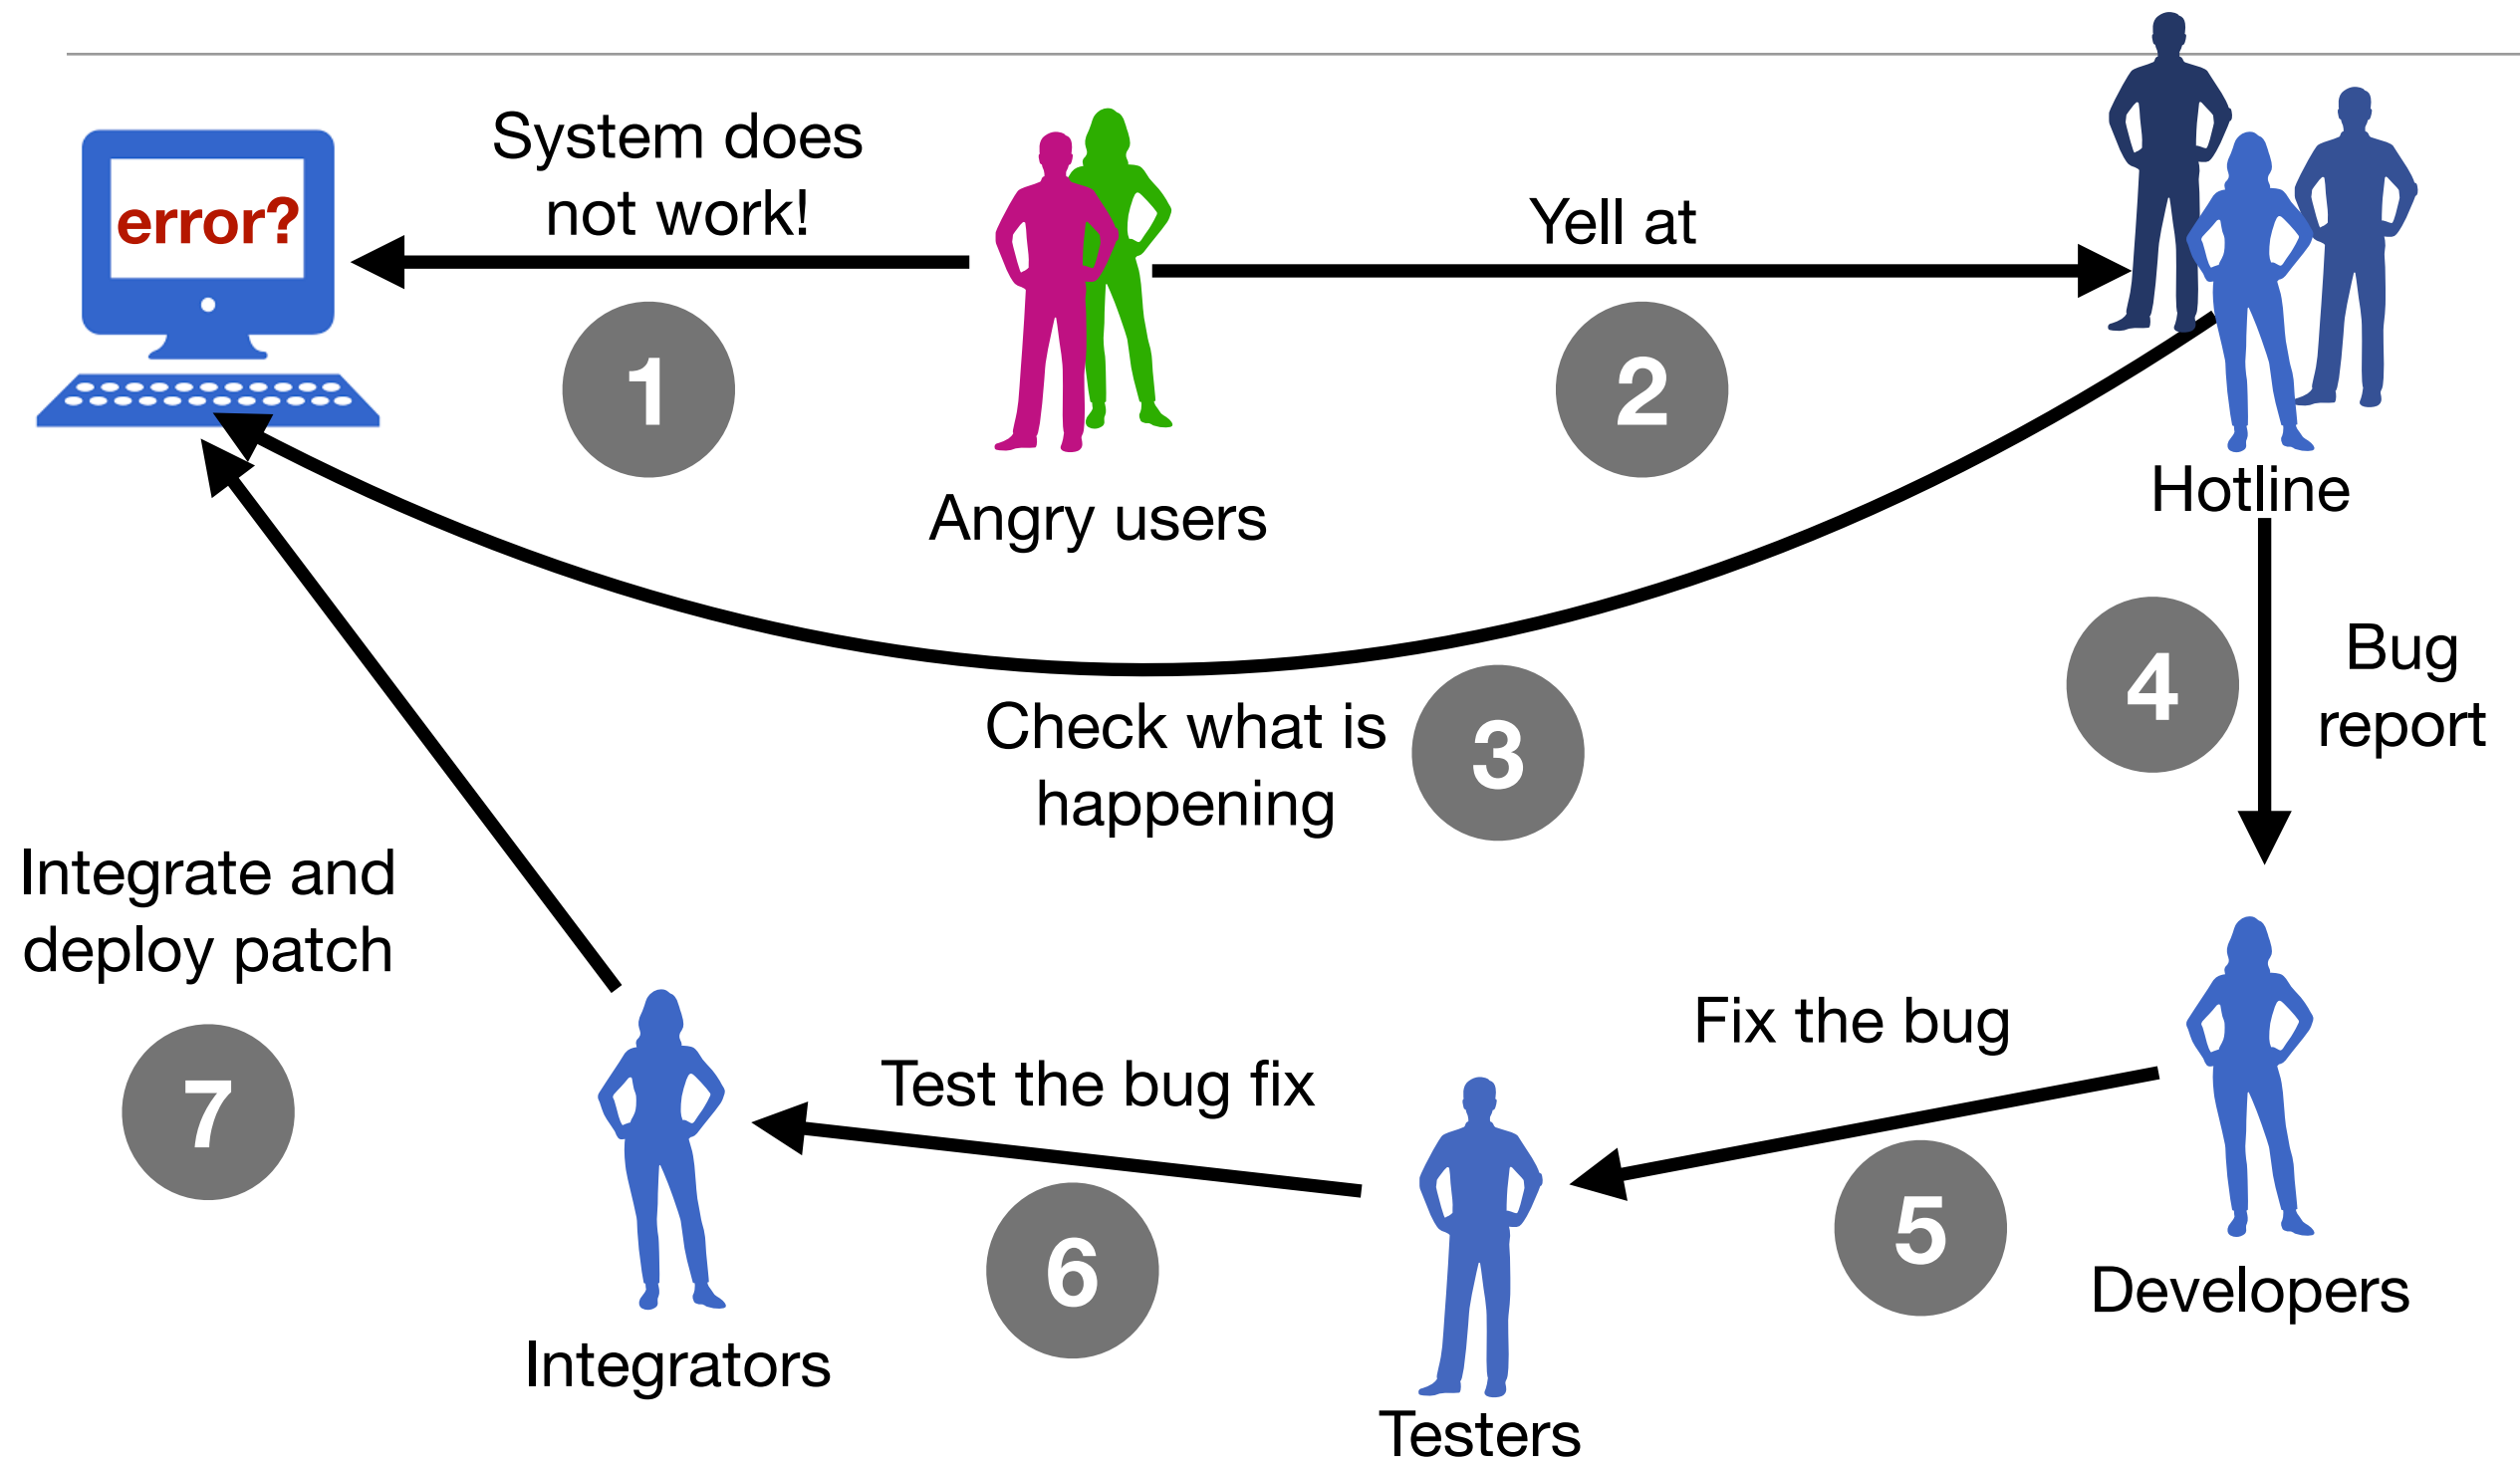 error?
System does
not work!
1
Angry users
Yell at
2
Hotline
Check what is
happening
3
4
Bug
report
Fix the bug
5
Developers
Test the bug fix
6
Testers
Integrate and
deploy patch
7
Integrators